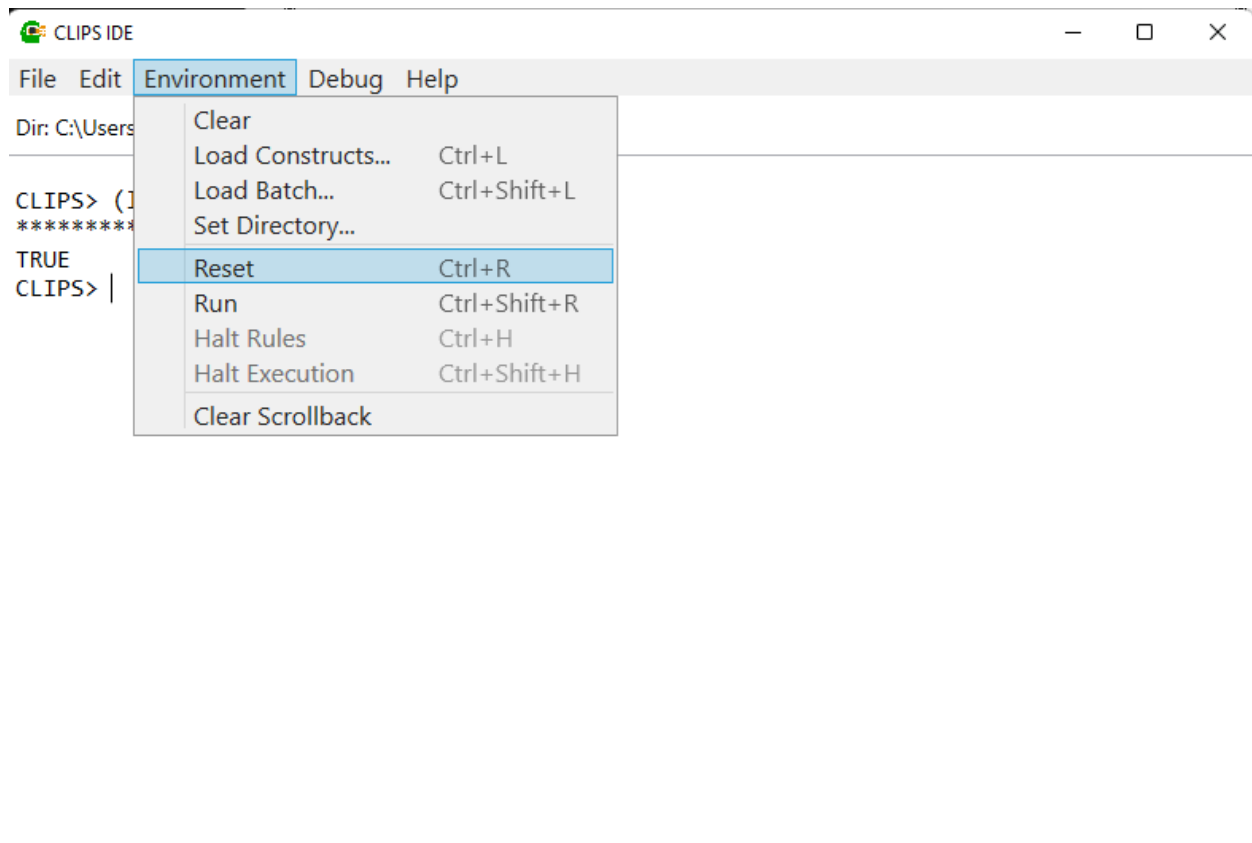 CLIPS IDE
File Edit Environment Debug Help
Dir: C:\Users
Clear
Load Constructs... Ctrl+L
Load Batch... Ctrl+Shift+L
Set Directory...
Reset Ctrl+R
Run Ctrl+Shift+R
Halt Rules Ctrl+H
Halt Execution Ctrl+Shift+H
Clear Scrollback
CLIPS>
*********
TRUE
CLIPS>